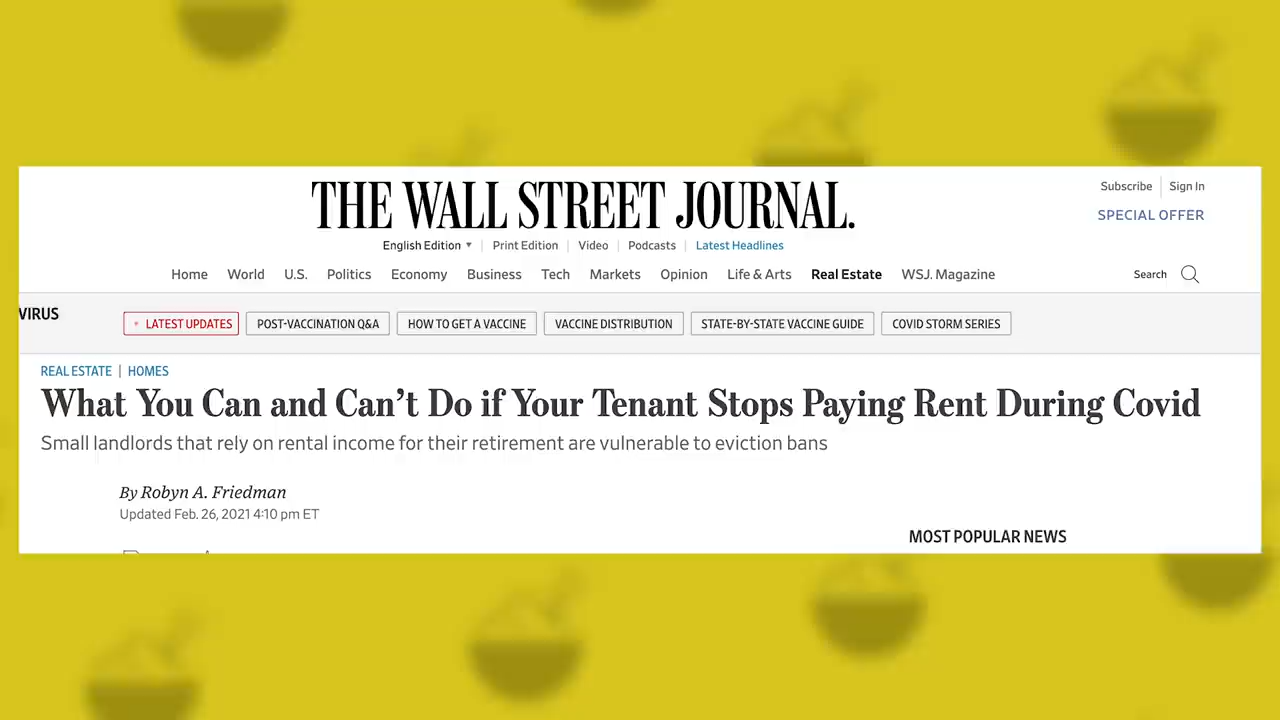 THE WALL STREET JOURNAL.
Subscribe | Sign In
SPECIAL OFFER
English Edition ▼ | Print Edition | Video | Podcasts | Latest Headlines
Home World U.S. Politics Economy Business Tech Markets Opinion Life & Arts Real Estate WSJ. Magazine Search
VIRUS
LATEST UPDATES POST-VACCINATION Q&A HOW TO GET A VACCINE VACCINE DISTRIBUTION STATE-BY-STATE VACCINE GUIDE COVID STORM SERIES
REAL ESTATE | HOMES
What You Can and Can't Do if Your Tenant Stops Paying Rent During Covid
Small landlords that rely on rental income for their retirement are vulnerable to eviction bans
By Robyn A. Friedman
Updated Feb. 26, 2021 4:10 pm ET
MOST POPULAR NEWS